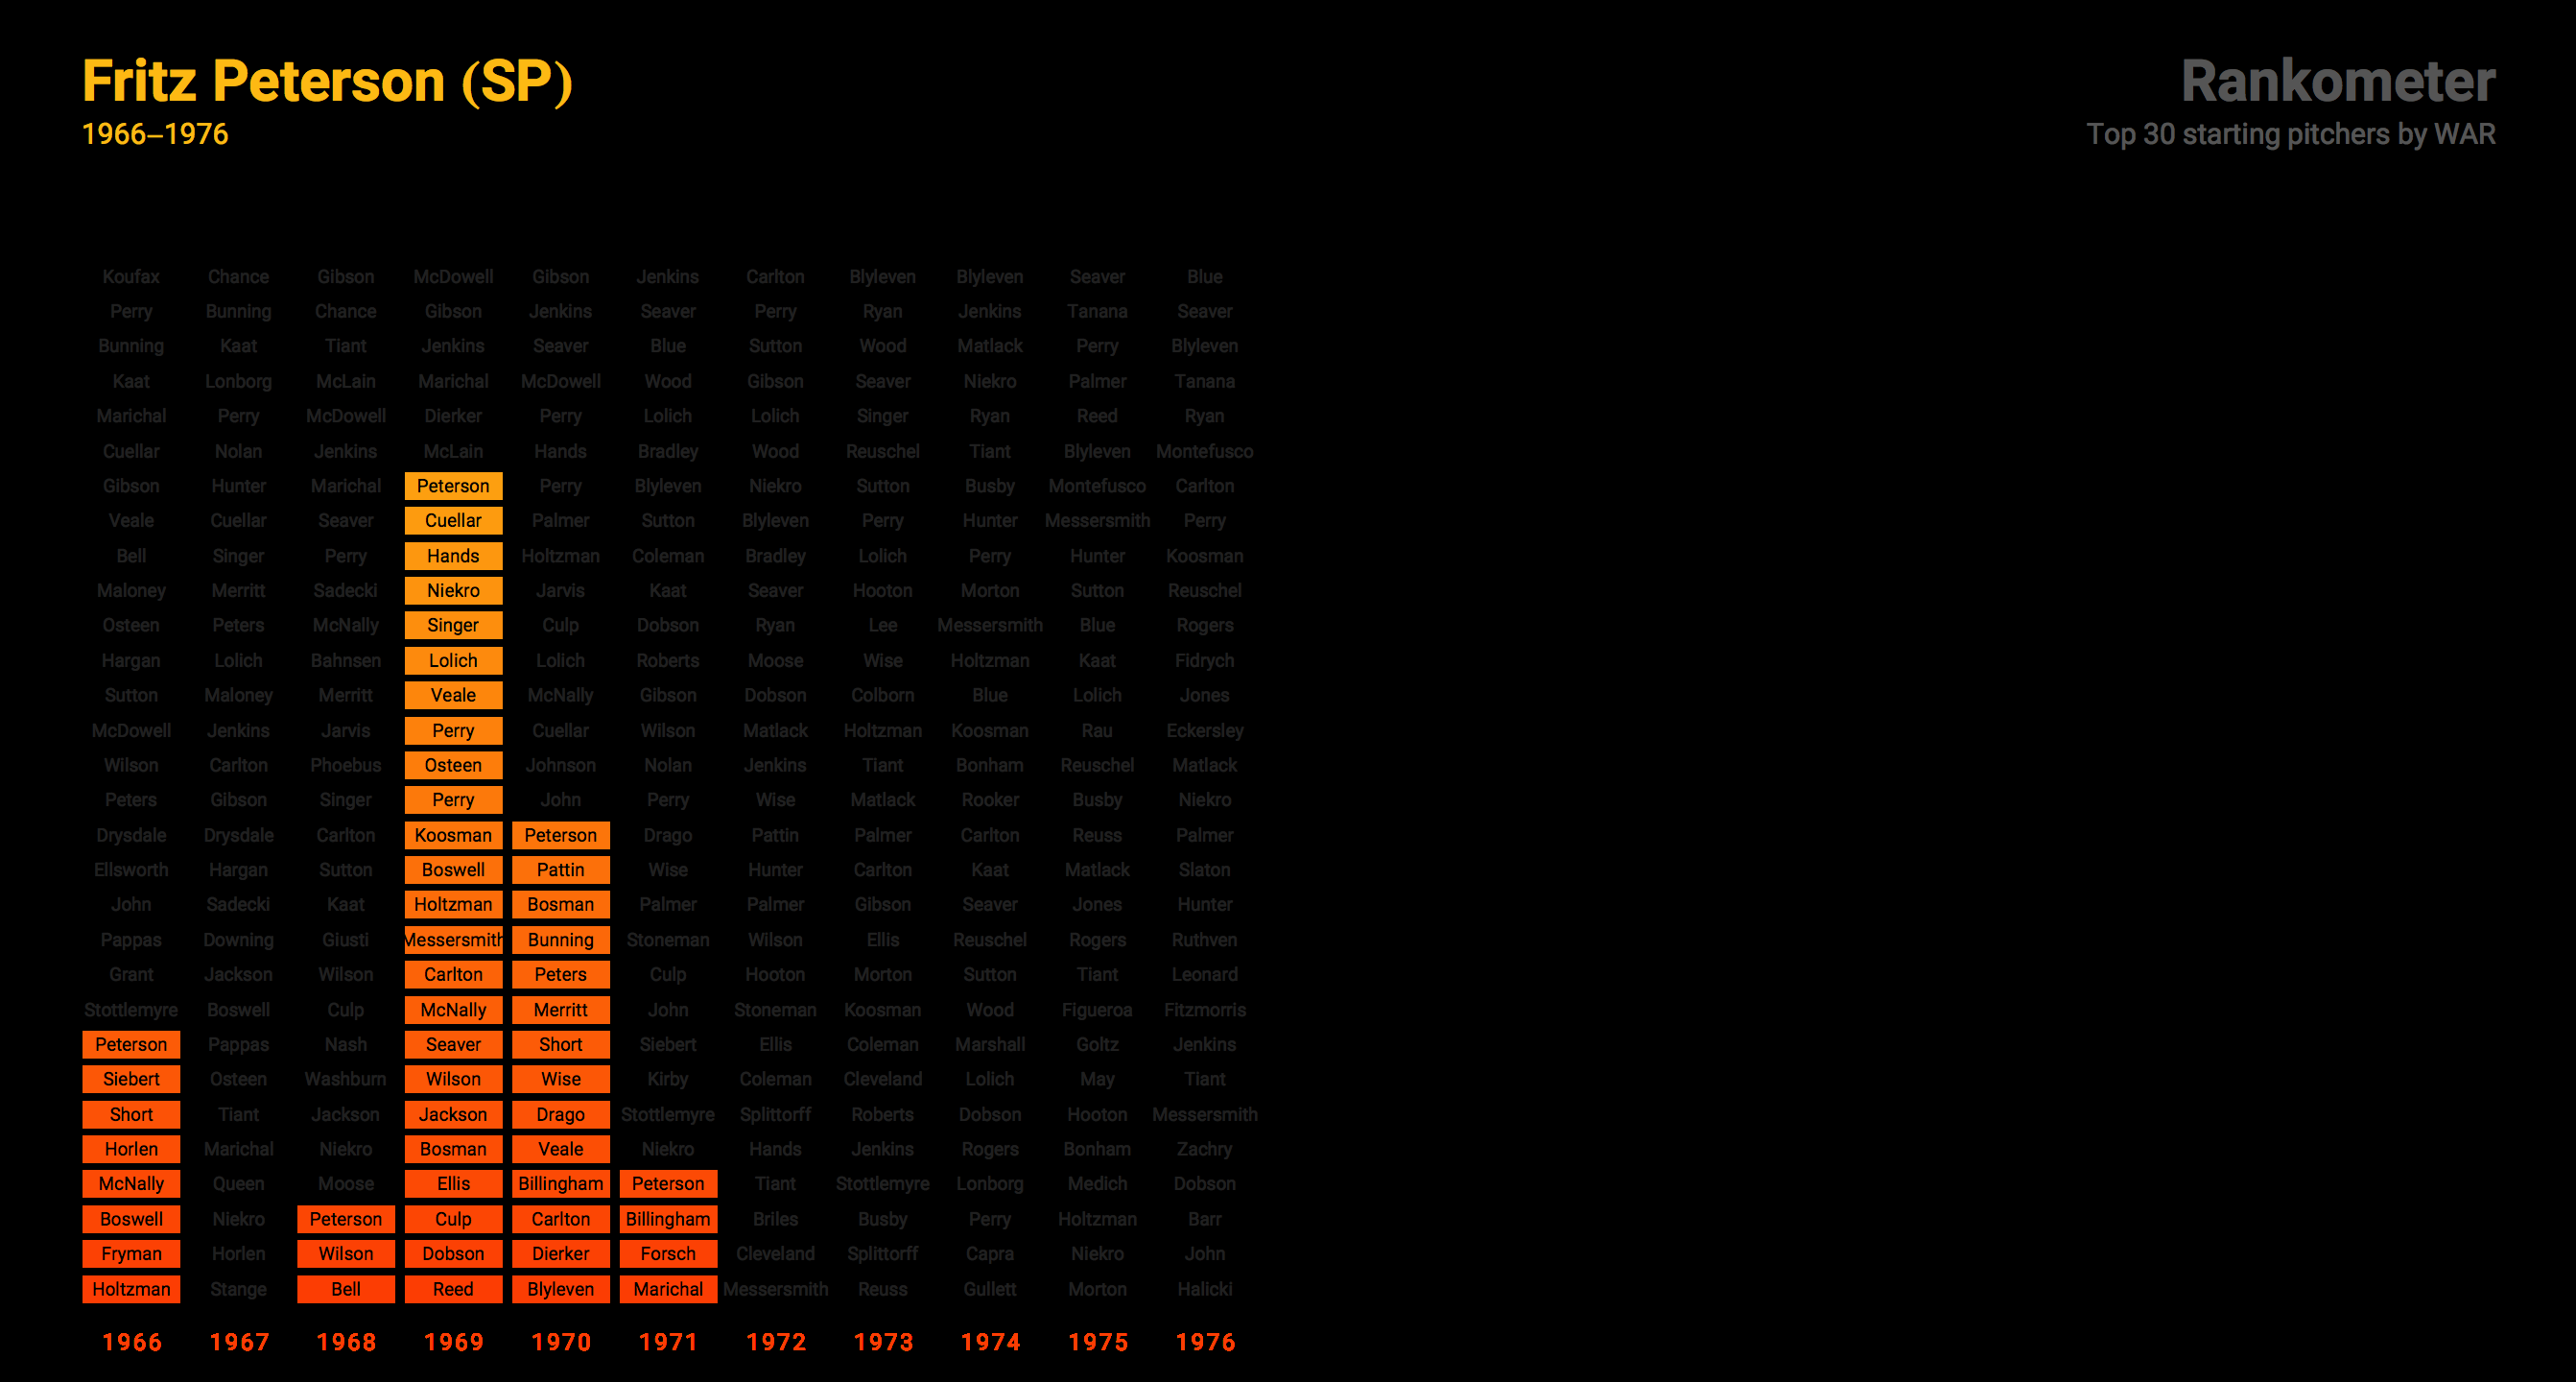 Fritz Peterson (SP)
1966–1976
Rankometer
Top 30 starting pitchers by WAR
Koufax Chance Gibson McDowell Gibson Jenkins Carlton Blyleven Blyleven Seaver Blue
Perry Bunning Chance Gibson Jenkins Seaver Perry Ryan Jenkins Tanana Seaver
Bunning Kaat Tiant Jenkins Seaver Blue Sutton Wood Matlack Perry Blyleven
Kaat Lonborg McLain Marichal McDowell Wood Gibson Seaver Niekro Palmer Tanana
Marichal Perry McDowell Dierker Perry Lolich Lolich Singer Ryan Reed Ryan
Cuellar Nolan Jenkins McLain Hands Bradley Wood Reuschel Tiant Blyleven Montefusco
Gibson Hunter Marichal Peterson Perry Blyleven Niekro Sutton Busby Montefusco Carlton
Veale Cuellar Seaver Cuellar Palmer Sutton Blyleven Perry Hunter Messersmith Perry
Bell Singer Perry Hands Holtzman Coleman Bradley Lolich Perry Hunter Koosman
Maloney Merritt Sadecki Niekro Jarvis Kaat Seaver Hooton Morton Sutton Reuschel
Osteen Peters McNally Singer Culp Dobson Ryan Lee Messersmith Blue Rogers
Hargan Lolich Bahnsen Lolich Lolich Roberts Moose Wise Holtzman Kaat Fidrych
Sutton Maloney Merritt Veale McNally Gibson Dobson Colborn Blue Lolich Jones
McDowell Jenkins Jarvis Perry Cuellar Wilson Matlack Holtzman Koosman Rau Eckersley
Wilson Carlton Phoebus Osteen Johnson Nolan Jenkins Tiant Bonham Reuschel Matlack
Peters Gibson Singer Perry John Perry Wise Matlack Rooker Busby Niekro
Drysdale Drysdale Carlton Koosman Peterson Drago Pattin Palmer Carlton Reuss Palmer
Ellsworth Hargan Sutton Boswell Pattin Wise Hunter Carlton Kaat Matlack Slaton
John Sadecki Kaat Holtzman Bosman Palmer Palmer Gibson Seaver Jones Hunter
Pappas Downing Giusti Messersmith Bunning Stoneman Wilson Ellis Reuschel Rogers Ruthven
Grant Jackson Wilson Carlton Peters Culp Hooton Morton Sutton Tiant Leonard
Stottlemyre Boswell Culp McNally Merritt John Stoneman Koosman Wood Figueroa Fitzmorris
Peterson Pappas Nash Seaver Short Siebert Ellis Coleman Marshall Goltz Jenkins
Siebert Osteen Washburn Wilson Wise Kirby Coleman Cleveland Lolich May Tiant
Short Tiant Jackson Jackson Drago Stottlemyre Splittorff Roberts Dobson Hooton Messersmith
Horlen Marichal Niekro Bosman Veale Niekro Hands Jenkins Rogers Bonham Zachry
McNally Queen Moose Ellis Billingham Peterson Tiant Stottlemyre Lonborg Medich Dobson
Boswell Niekro Peterson Culp Carlton Billingham Briles Busby Perry Holtzman Barr
Fryman Horlen Wilson Dobson Dierker Forsch Cleveland Splittorff Capra Niekro John
Holtzman Stange Bell Reed Blyleven Marichal Messersmith Reuss Gullett Morton Halicki
1966 1967 1968 1969 1970 1971 1972 1973 1974 1975 1976